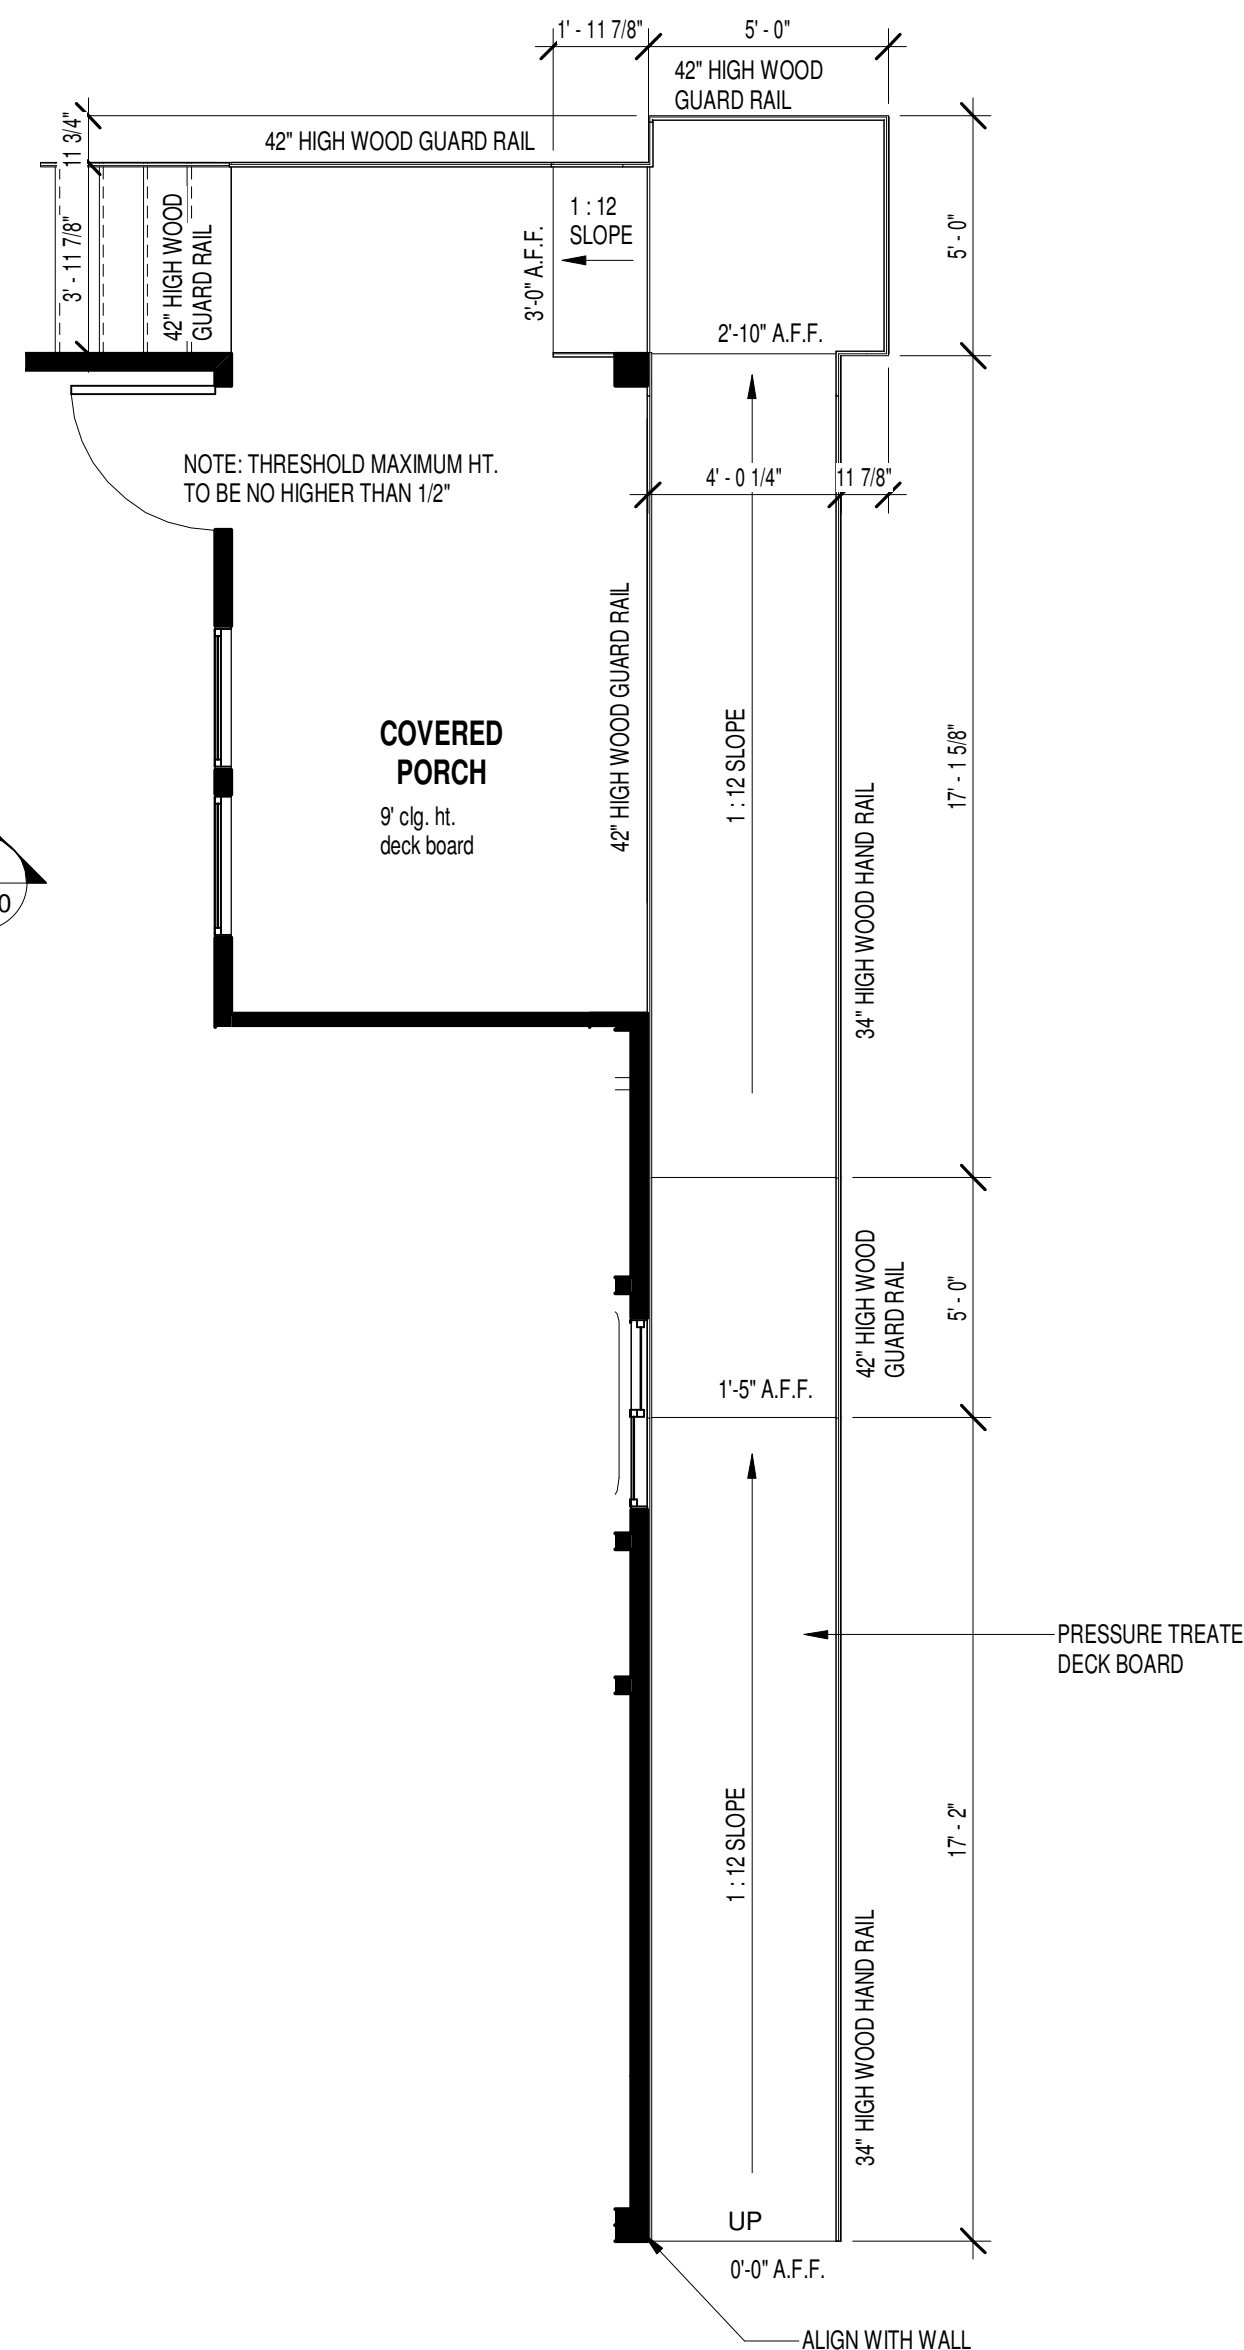 1' - 11 7/8"
5' - 0"
42" HIGH WOOD
GUARD RAIL
11 3/4"
42" HIGH WOOD GUARD RAIL
3' - 11 7/8"
42" HIGH WOOD
GUARD RAIL
1 : 12
SLOPE
3'-0" A.F.F.
5' - 0"
2'-10" A.F.F.
NOTE: THRESHOLD MAXIMUM HT.
TO BE NO HIGHER THAN 1/2"
4' - 0 1/4"
11 7/8"
42" HIGH WOOD GUARD RAIL
COVERED
PORCH
9' clg. ht.
deck board
1 : 12 SLOPE
17' - 1 5/8"
34" HIGH WOOD HAND RAIL
0
42" HIGH WOOD
GUARD RAIL
5' - 0"
1'-5" A.F.F.
PRESSURE TREATE
DECK BOARD
1 : 12 SLOPE
17' - 2"
34" HIGH WOOD HAND RAIL
UP
0'-0" A.F.F.
ALIGN WITH WALL